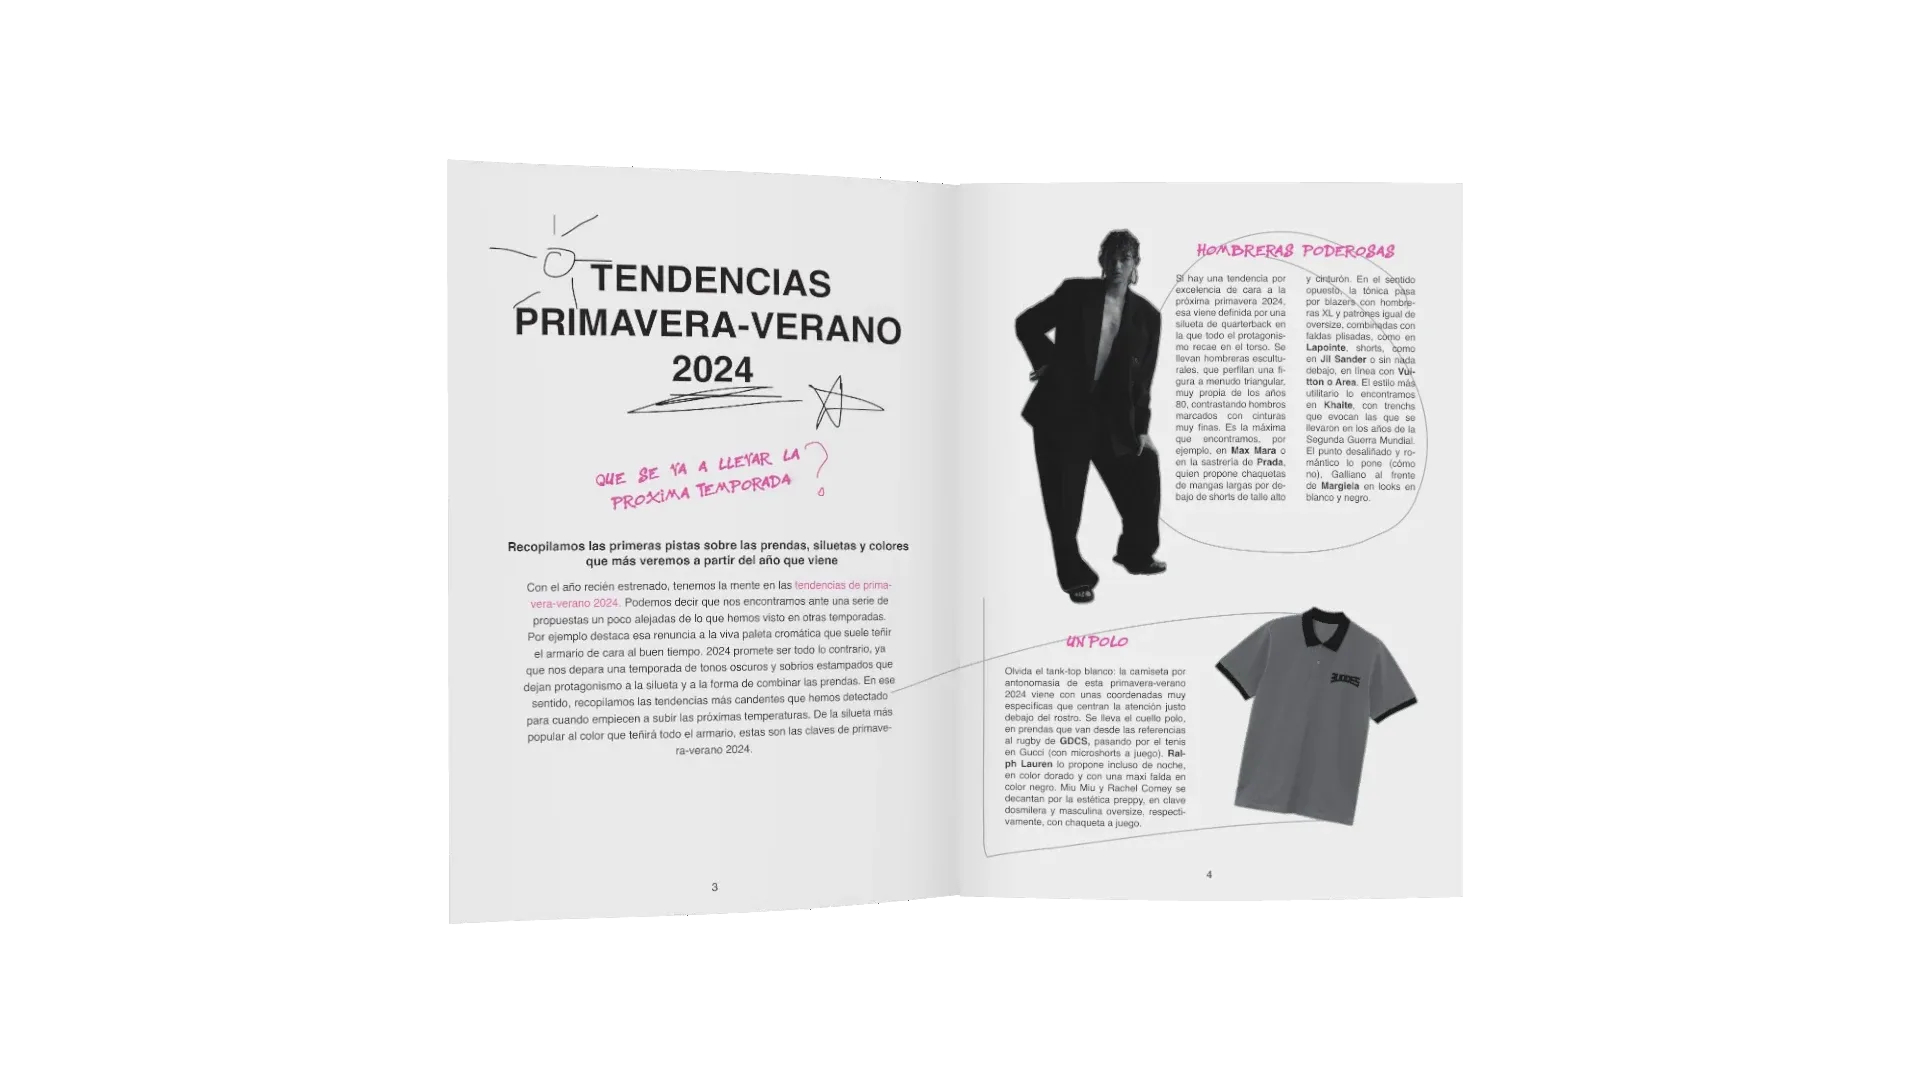 TENDENCIAS
PRIMAVERA-VERANO
2024
QUE SE VA A LLEVAR LA
PROXIMA TEMPORADA ?
Recopilamos las primeras pistas sobre las prendas, siluetas y colores
que más veremos a partir del año que viene
Con el año recién estrenado, tenemos la mente en las tendencias de prima-
vera-verano 2024. Podemos decir que nos encontramos ante una serie de
propuestas un poco alejadas de lo que hemos visto en otras temporadas.
Por ejemplo destaca esa renuncia a la viva paleta cromática que suele teñir
el armario de cara al buen tiempo. 2024 promete ser todo lo contrario, ya
que nos depara una temporada de tonos oscuros y sobrios estampados que
dejan protagonismo a la silueta y a la forma de combinar las prendas. En ese
sentido, recopilamos las tendencias más candentes que hemos detectado
para cuando empiecen a subir las próximas temperaturas. De la silueta más
popular al color que teñirá todo el armario, estas son las claves de primave-
ra-verano 2024.
3
HOMBRERAS PODEROSAS
Si hay una tendencia por
excelencia de cara a la
próxima primavera 2024,
esa viene definida por una
silueta de quarterback en
la que todo el protagonis-
mo recae en el torso. Se
llevan hombreras escultu-
rales, que perfilan una fi-
gura a menudo triangular,
muy propia de los años
80, contrastando hombros
marcados con cinturas
muy finas. Es la máxima
que encontramos, por
ejemplo, en Max Mara o
en la sastrería de Prada,
quien propone chaquetas
de mangas largas por de-
bajo de shorts de talle alto
y cinturón. En el sentido
opuesto, la tónica pasa
por blazers con hombre-
ras XL y patrones igual de
oversize, combinadas con
faldas plisadas, como en
Lapointe, shorts, como
en Jil Sander o sin nada
debajo, en línea con Vui-
tton o Area. El estilo más
utilitario lo encontramos
en Khaite, con trenchs
que evocan las que se
llevaron en los años de la
Segunda Guerra Mundial.
El punto desaliñado y ro-
mántico lo pone (cómo
no), Galliano al frente
de Margiela en looks en
blanco y negro.
UN POLO
Olvida el tank-top blanco: la camiseta por
antonomasia de esta primavera-verano
2024 viene con unas coordenadas muy
específicas que centran la atención justo
debajo del rostro. Se lleva el cuello polo,
en prendas que van desde las referencias
al rugby de GDCS, pasando por el tenis
en Gucci (con microshorts a juego). Ral-
ph Lauren lo propone incluso de noche,
en color dorado y con una maxi falda en
color negro. Miu Miu y Rachel Comey se
decantan por la estética preppy, en clave
dosmilera y masculina oversize, respecti-
vamente, con chaqueta a juego.
4